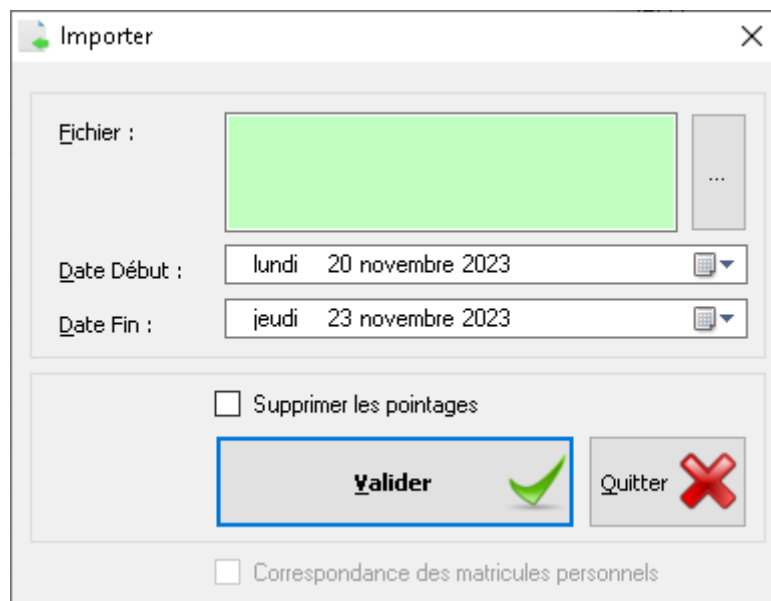 Importer
Fichier :
...
Date Début : lundi 20 novembre 2023
Date Fin : jeudi 23 novembre 2023
Supprimer les pointages
Valider Quitter
Correspondance des matricules personnels